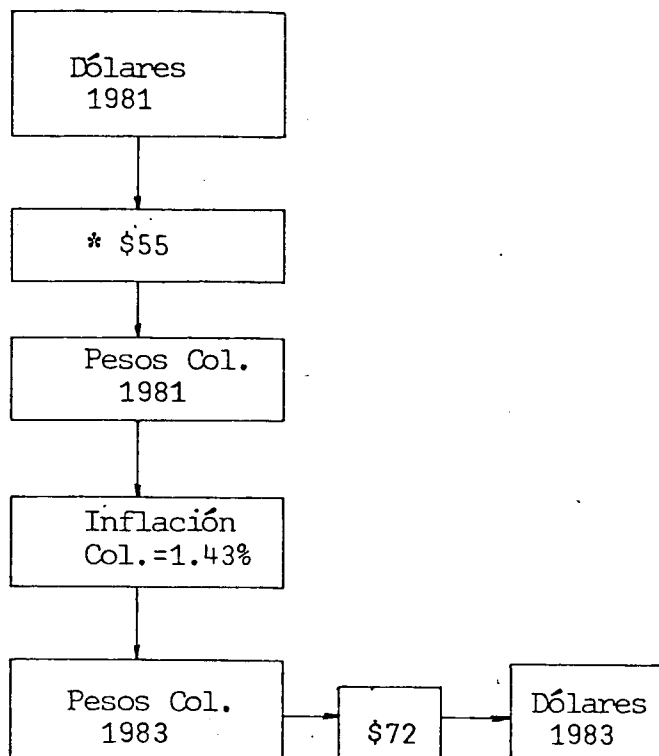 Dólares
1981
* $55
Pesos Col.
1981
Inflación
Col.=1.43%
Pesos Col.
1983
$72
Dólares
1983